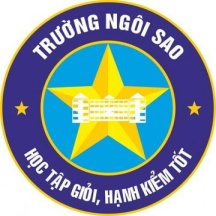 TRƯỜNG NGÔI SAO
HỌC TẬP GIỎI, HẠNH KIỂM TỐT